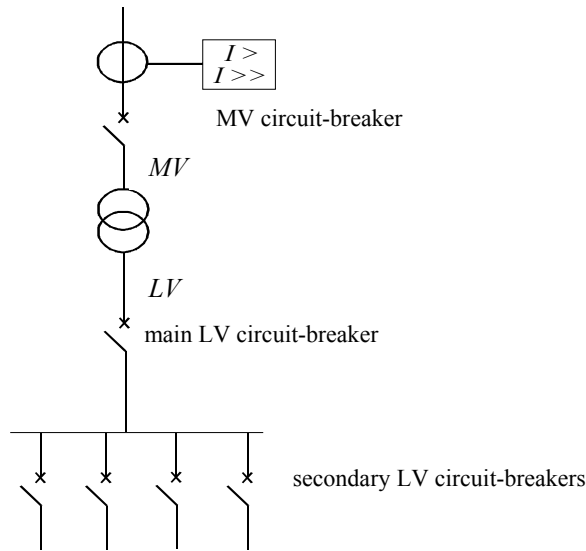 I >
I >>
MV circuit-breaker
MV
LV
main LV circuit-breaker
secondary LV circuit-breakers